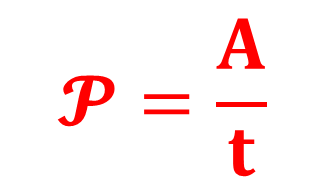 𝒫 = A/t